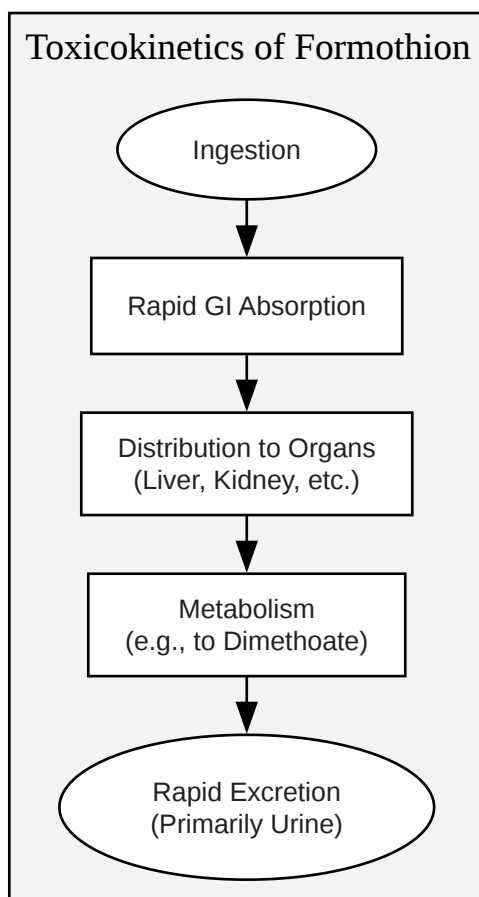 Toxicokinetics of Formothion
Ingestion
Rapid GI Absorption
Distribution to Organs
(Liver, Kidney, etc.)
Metabolism
(e.g., to Dimethoate)
Rapid Excretion
(Primarily Urine)